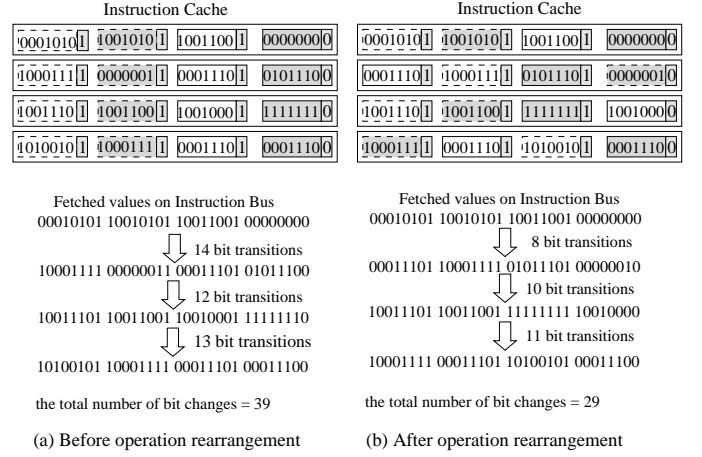 Instruction Cache
0001010 1 1001010 1 1001100 1 0000000 0
1000111 1 0000001 1 0001110 1 0101110 0
1001110 1 1001100 1 1001000 1 1111111 0
1010010 1 1000111 1 0001110 1 0001110 0
Fetched values on Instruction Bus
00010101 10010101 10011001 00000000
14 bit transitions
10001111 00000011 00011101 01011100
12 bit transitions
10011101 10011001 10010001 11111110
13 bit transitions
10100101 10001111 00011101 00011100
the total number of bit changes = 39
(a) Before operation rearrangement
Instruction Cache
0001010 1 1001010 1 1001100 1 0000000 0
0001110 1 1000111 1 0101110 1 0000001 0
1001110 1 1001100 1 1111111 1 1001000 0
1000111 1 0001110 1 1010010 1 0001110 0
Fetched values on Instruction Bus
00010101 10010101 10011001 00000000
8 bit transitions
00011101 10001111 01011101 00000010
10 bit transitions
10011101 10011001 11111111 10010000
11 bit transitions
10001111 00011101 10100101 00011100
the total number of bit changes = 29
(b) After operation rearrangement